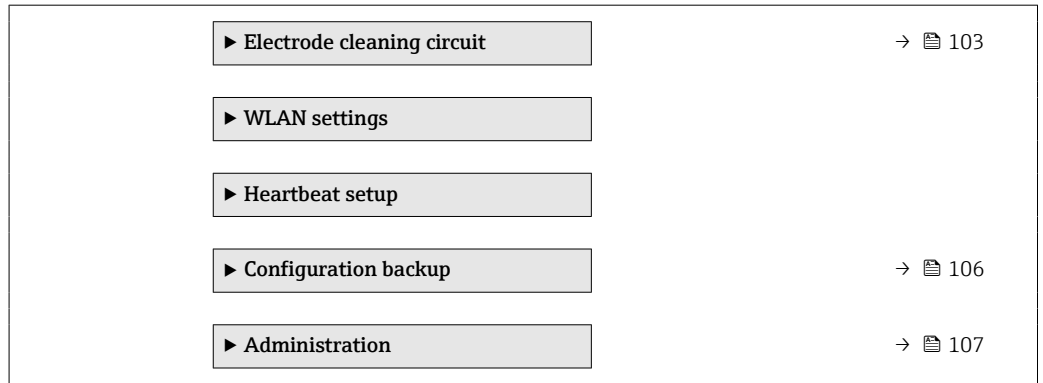 ▶ Electrode cleaning circuit → 103
▶ WLAN settings
▶ Heartbeat setup
▶ Configuration backup → 106
▶ Administration → 107